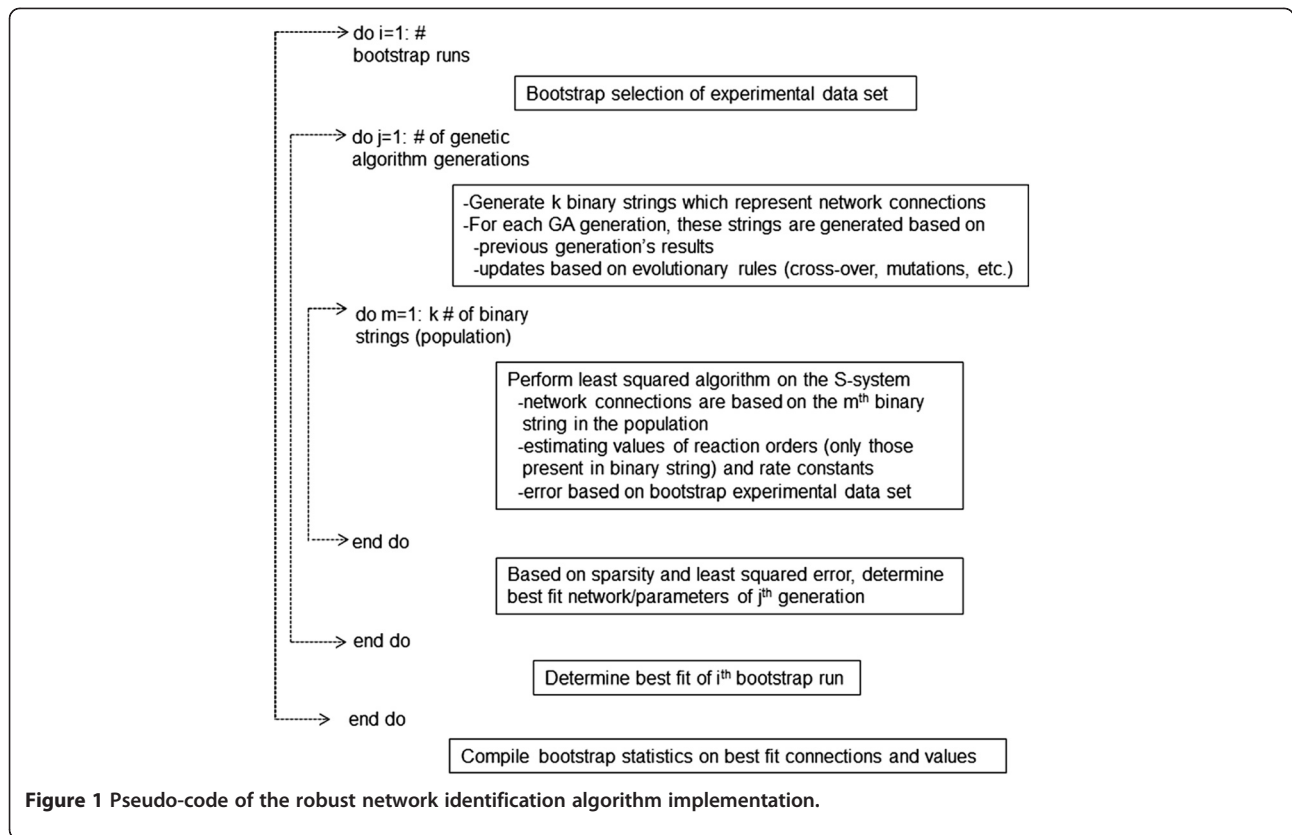 do i=1: #
bootstrap runs
Bootstrap selection of experimental data set
do j=1: # of genetic
algorithm generations
-Generate k binary strings which represent network connections
-For each GA generation, these strings are generated based on
-previous generation's results
-updates based on evolutionary rules (cross-over, mutations, etc.)
do m=1: k # of binary
strings (population)
Perform least squared algorithm on the S-system
-network connections are based on the mth binary
string in the population
-estimating values of reaction orders (only those
present in binary string) and rate constants
-error based on bootstrap experimental data set
end do
Based on sparsity and least squared error, determine
best fit network/parameters of jth generation
end do
Determine best fit of ith bootstrap run
end do
Compile bootstrap statistics on best fit connections and values
Figure 1 Pseudo-code of the robust network identification algorithm implementation.